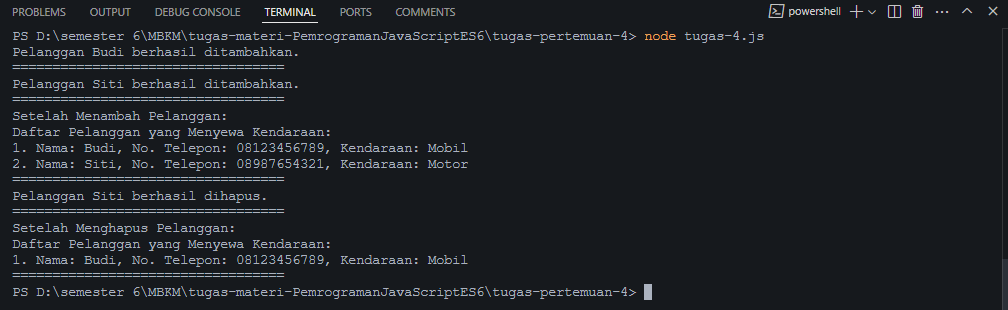 PROBLEMS OUTPUT DEBUG CONSOLE TERMINAL PORTS COMMENTS powershell
PS D:\semester 6\MBKM\tugas-materi-PemrogramanJavaScriptES6\tugas-pertemuan-4> node tugas-4.js
Pelanggan Budi berhasil ditambahkan.
==================================
Pelanggan Siti berhasil ditambahkan.
==================================
Setelah Menambah Pelanggan:
Daftar Pelanggan yang Menyewa Kendaraan:
1. Nama: Budi, No. Telepon: 08123456789, Kendaraan: Mobil
2. Nama: Siti, No. Telepon: 08987654321, Kendaraan: Motor
==================================
Pelanggan Siti berhasil dihapus.
==================================
Setelah Menghapus Pelanggan:
Daftar Pelanggan yang Menyewa Kendaraan:
1. Nama: Budi, No. Telepon: 08123456789, Kendaraan: Mobil
==================================
PS D:\semester 6\MBKM\tugas-materi-PemrogramanJavaScriptES6\tugas-pertemuan-4>